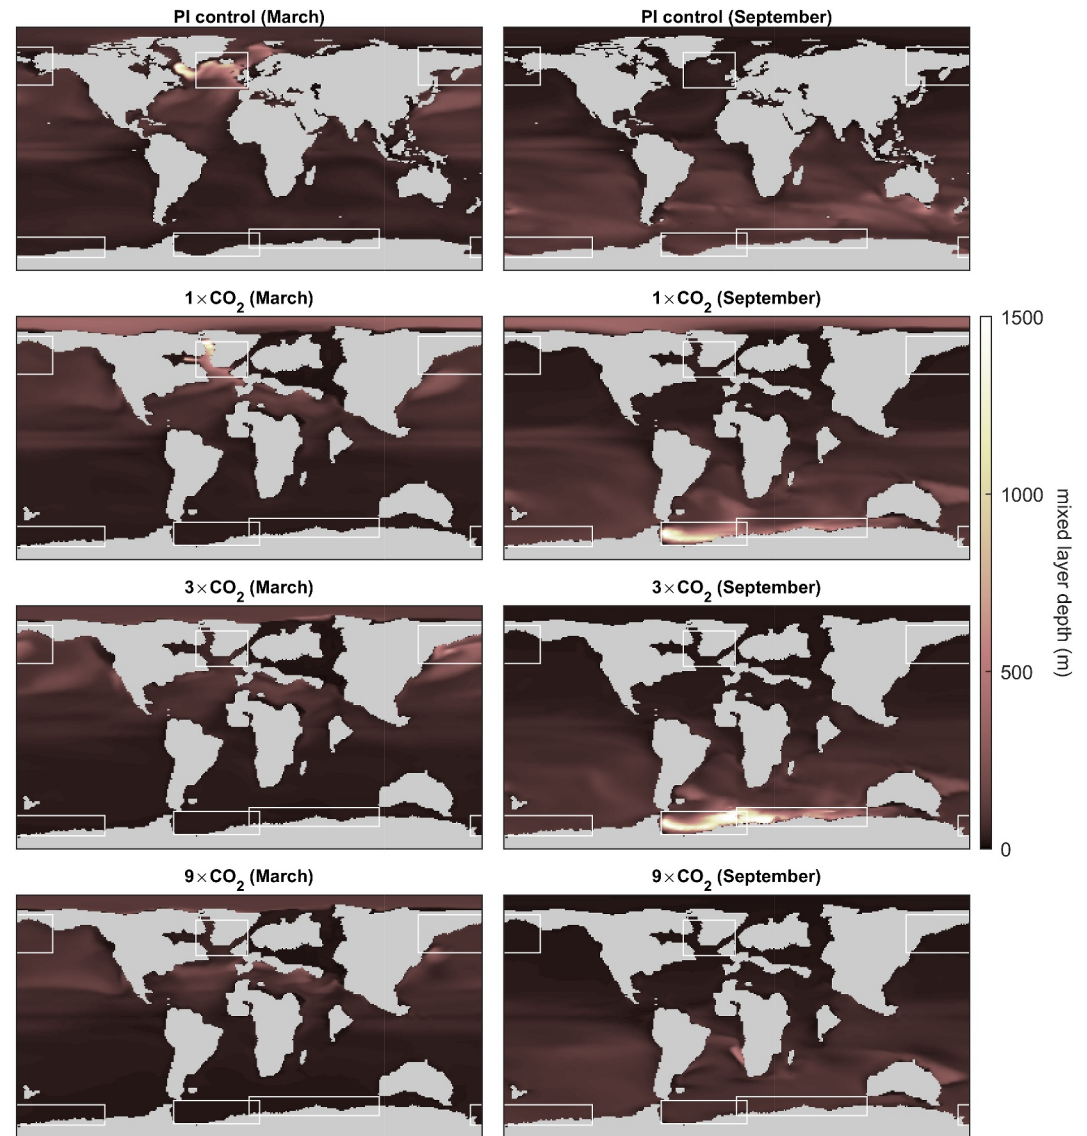 PI control (March)
PI control (September)
1×CO₂ (March)
1×CO₂ (September)
1500
1000
500
0
mixed layer depth (m)
3×CO₂ (March)
3×CO₂ (September)
9×CO₂ (March)
9×CO₂ (September)